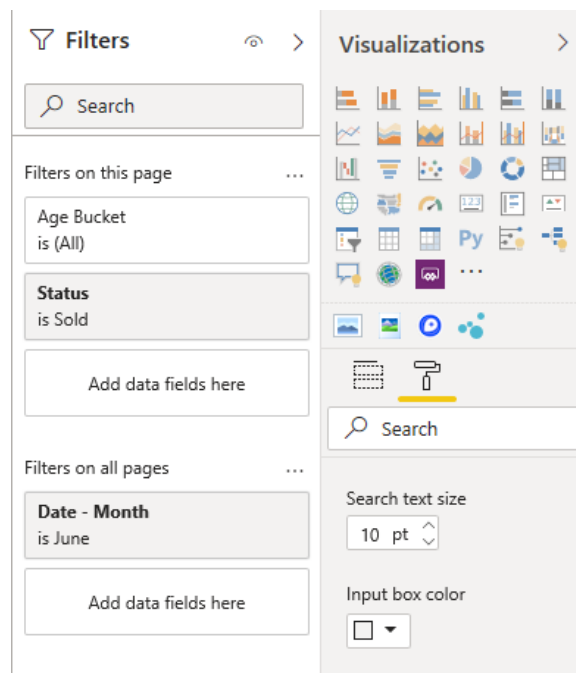 Filters
Search
Filters on this page
...
Age Bucket
is (All)
Status
is Sold
Add data fields here
Filters on all pages
...
Date - Month
is June
Add data fields here
Visualizations
123
Py
...
Search
Search text size
10 pt
Input box color